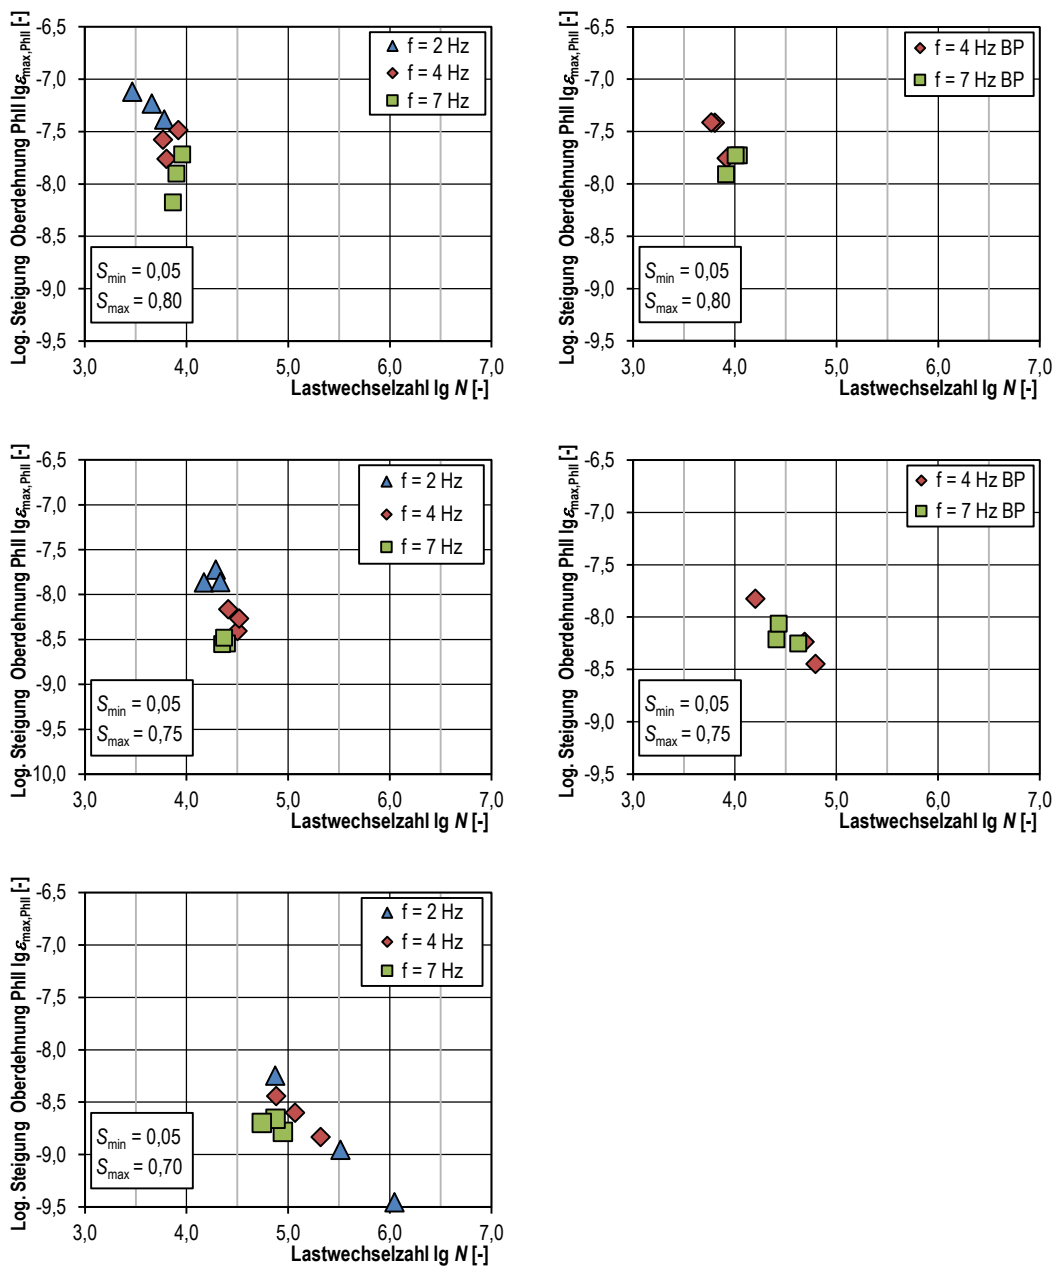 Log. Steigung Oberdehnung PhII lgε̇max,PhII [-]
-6,5
-7,0
-7,5
-8,0
-8,5
-9,0
-9,5
f = 2 Hz
f = 4 Hz
f = 7 Hz
Smin = 0,05
Smax = 0,80
3,0 4,0 5,0 6,0 7,0
Lastwechselzahl lg N [-]
Log. Steigung Oberdehnung PhII lgε̇max,PhII [-]
-6,5
-7,0
-7,5
-8,0
-8,5
-9,0
-9,5
f = 4 Hz BP
f = 7 Hz BP
Smin = 0,05
Smax = 0,80
3,0 4,0 5,0 6,0 7,0
Lastwechselzahl lg N [-]
Log. Steigung Oberdehnung PhII lgε̇max,PhII [-]
-6,5
-7,0
-7,5
-8,0
-8,5
-9,0
-9,5
10,0
f = 2 Hz
f = 4 Hz
f = 7 Hz
Smin = 0,05
Smax = 0,75
3,0 4,0 5,0 6,0 7,0
Lastwechselzahl lg N [-]
Log. Steigung Oberdehnung PhII lgε̇max,PhII [-]
-6,5
-7,0
-7,5
-8,0
-8,5
-9,0
-9,5
f = 4 Hz BP
f = 7 Hz BP
Smin = 0,05
Smax = 0,75
3,0 4,0 5,0 6,0 7,0
Lastwechselzahl lg N [-]
Log. Steigung Oberdehnung PhII lgε̇max,PhII [-]
-6,5
-7,0
-7,5
-8,0
-8,5
-9,0
-9,5
f = 2 Hz
f = 4 Hz
f = 7 Hz
Smin = 0,05
Smax = 0,70
3,0 4,0 5,0 6,0 7,0
Lastwechselzahl lg N [-]